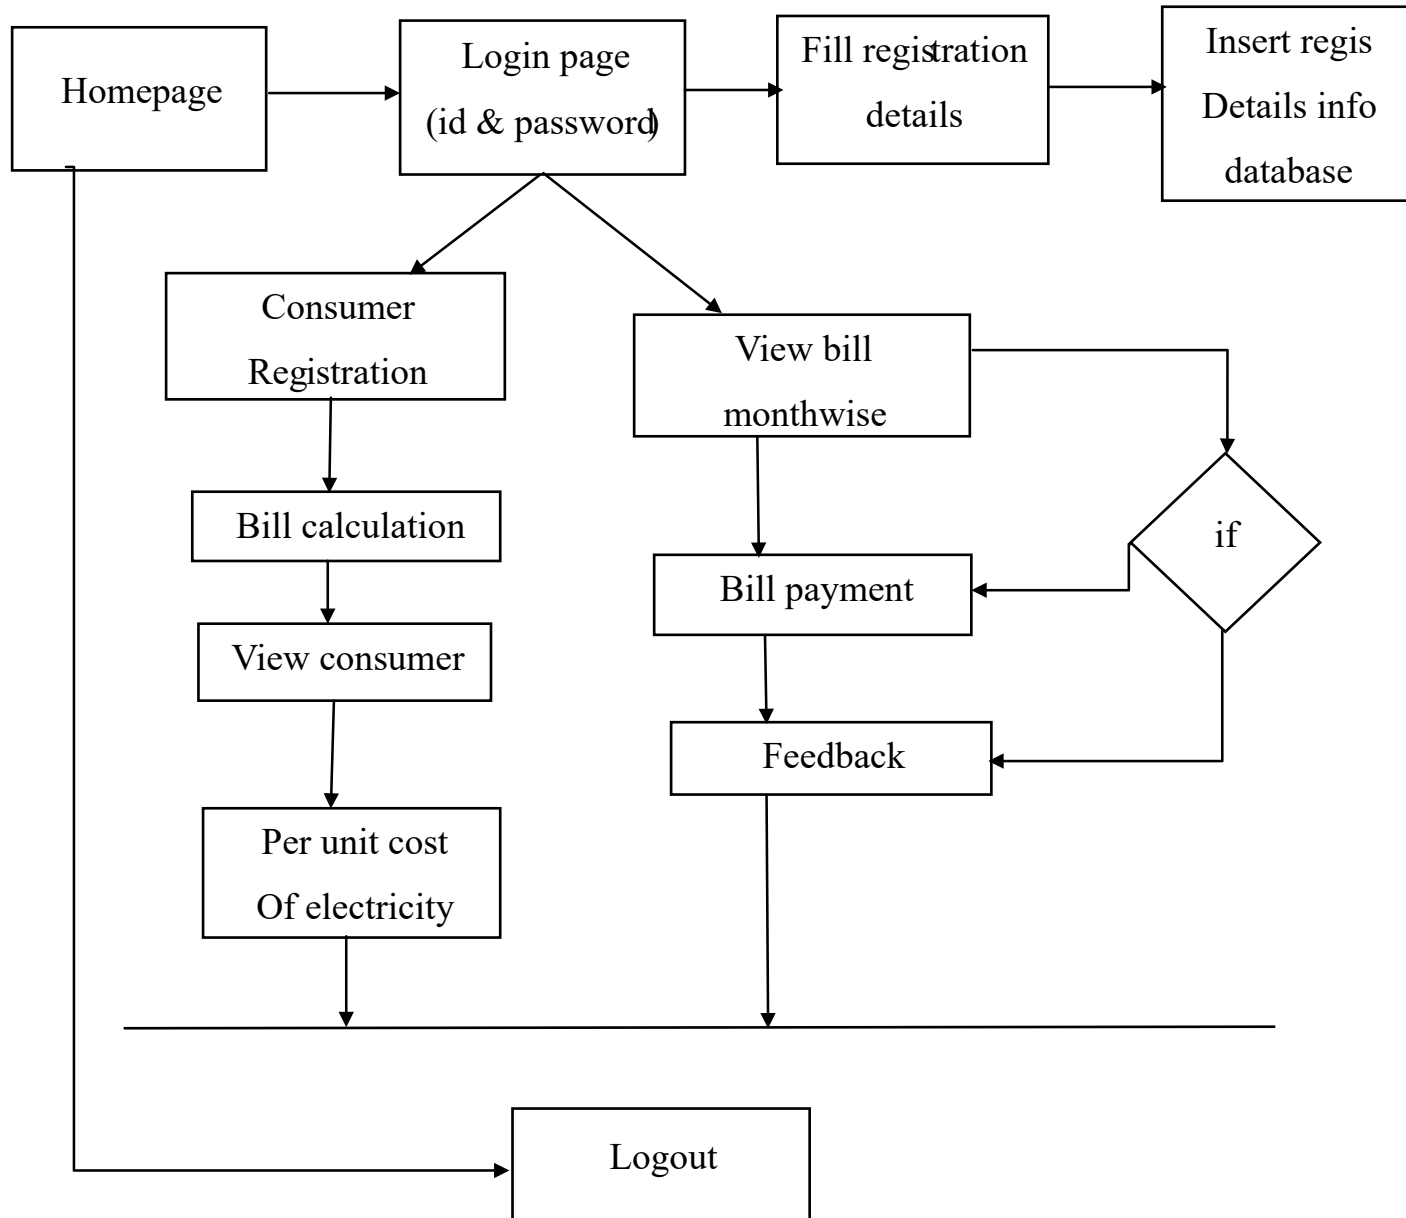 Homepage
Login page
(id & password)
Fill registration
details
Insert regis
Details info
database
Consumer
Registration
View bill
monthwise
Bill calculation
if
Bill payment
View consumer
Feedback
Per unit cost
Of electricity
Logout